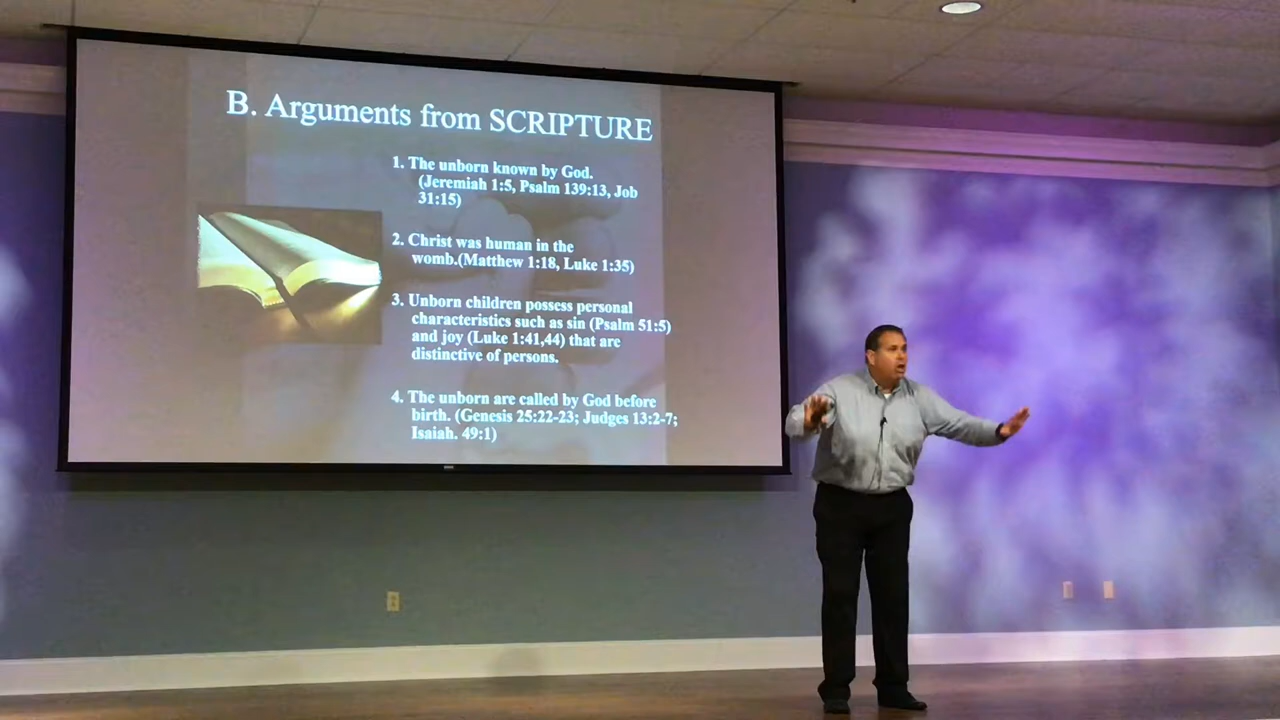 B. Arguments from SCRIPTURE
1. The unborn known by God.
(Jeremiah 1:5, Psalm 139:13, Job
31:15)
2. Christ was human in the
womb.(Matthew 1:18, Luke 1:35)
3. Unborn children possess personal
characteristics such as sin (Psalm 51:5)
and joy (Luke 1:41,44) that are
distinctive of persons.
4. The unborn are called by God before
birth. (Genesis 25:22-23; Judges 13:2-7;
Isaiah. 49:1)